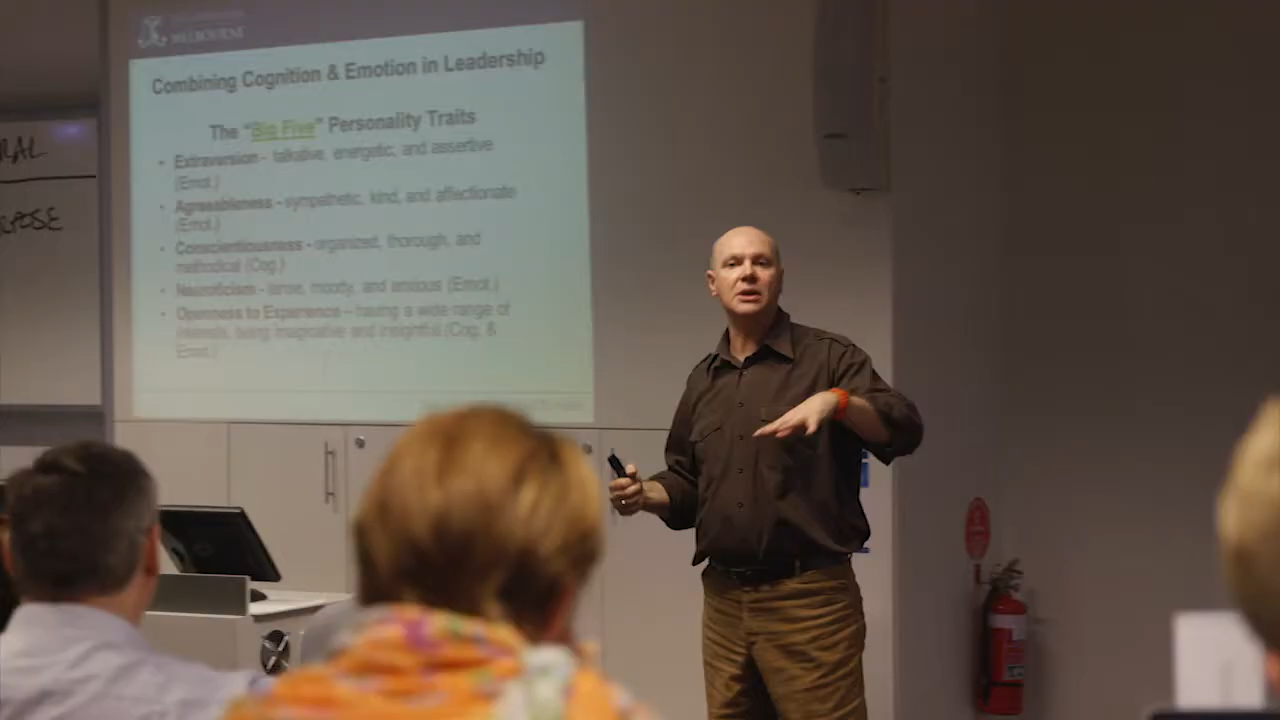 MELBOURNE
Combining Cognition & Emotion in Leadership
The "Big Five" Personality Traits
• Extraversion - talkative, energetic, and assertive
(Emot.)
• Agreeableness - sympathetic, kind, and affectionate
(Emot.)
• Conscientiousness - organized, thorough, and
methodical (Cog.)
• Neuroticism - tense, moody, and anxious (Emot.)
• Openness to Experience – having a wide range of
interests, being imaginative and insightful (Cog. &
Emot.)
RAL